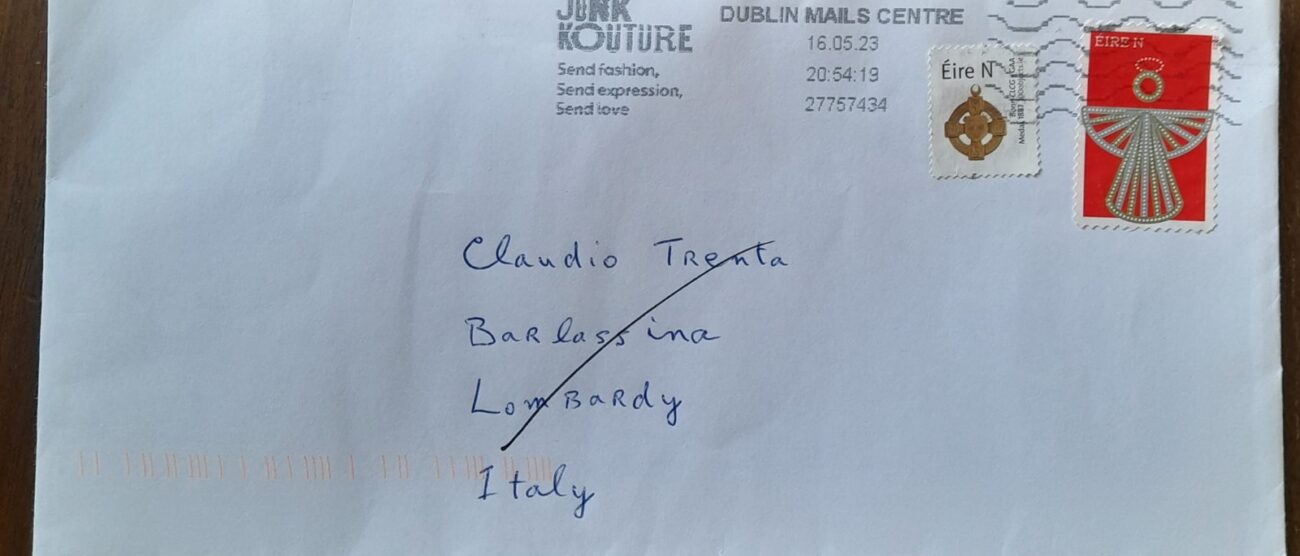 JUNK
KOUTURE
Send fashion,
Send expression,
Send love
DUBLIN MAILS CENTRE
16.05.23
20:54:19
27757434
Éire N
ÉIRE N
Claudio Trenta
Barlassina
Lombardy
Italy